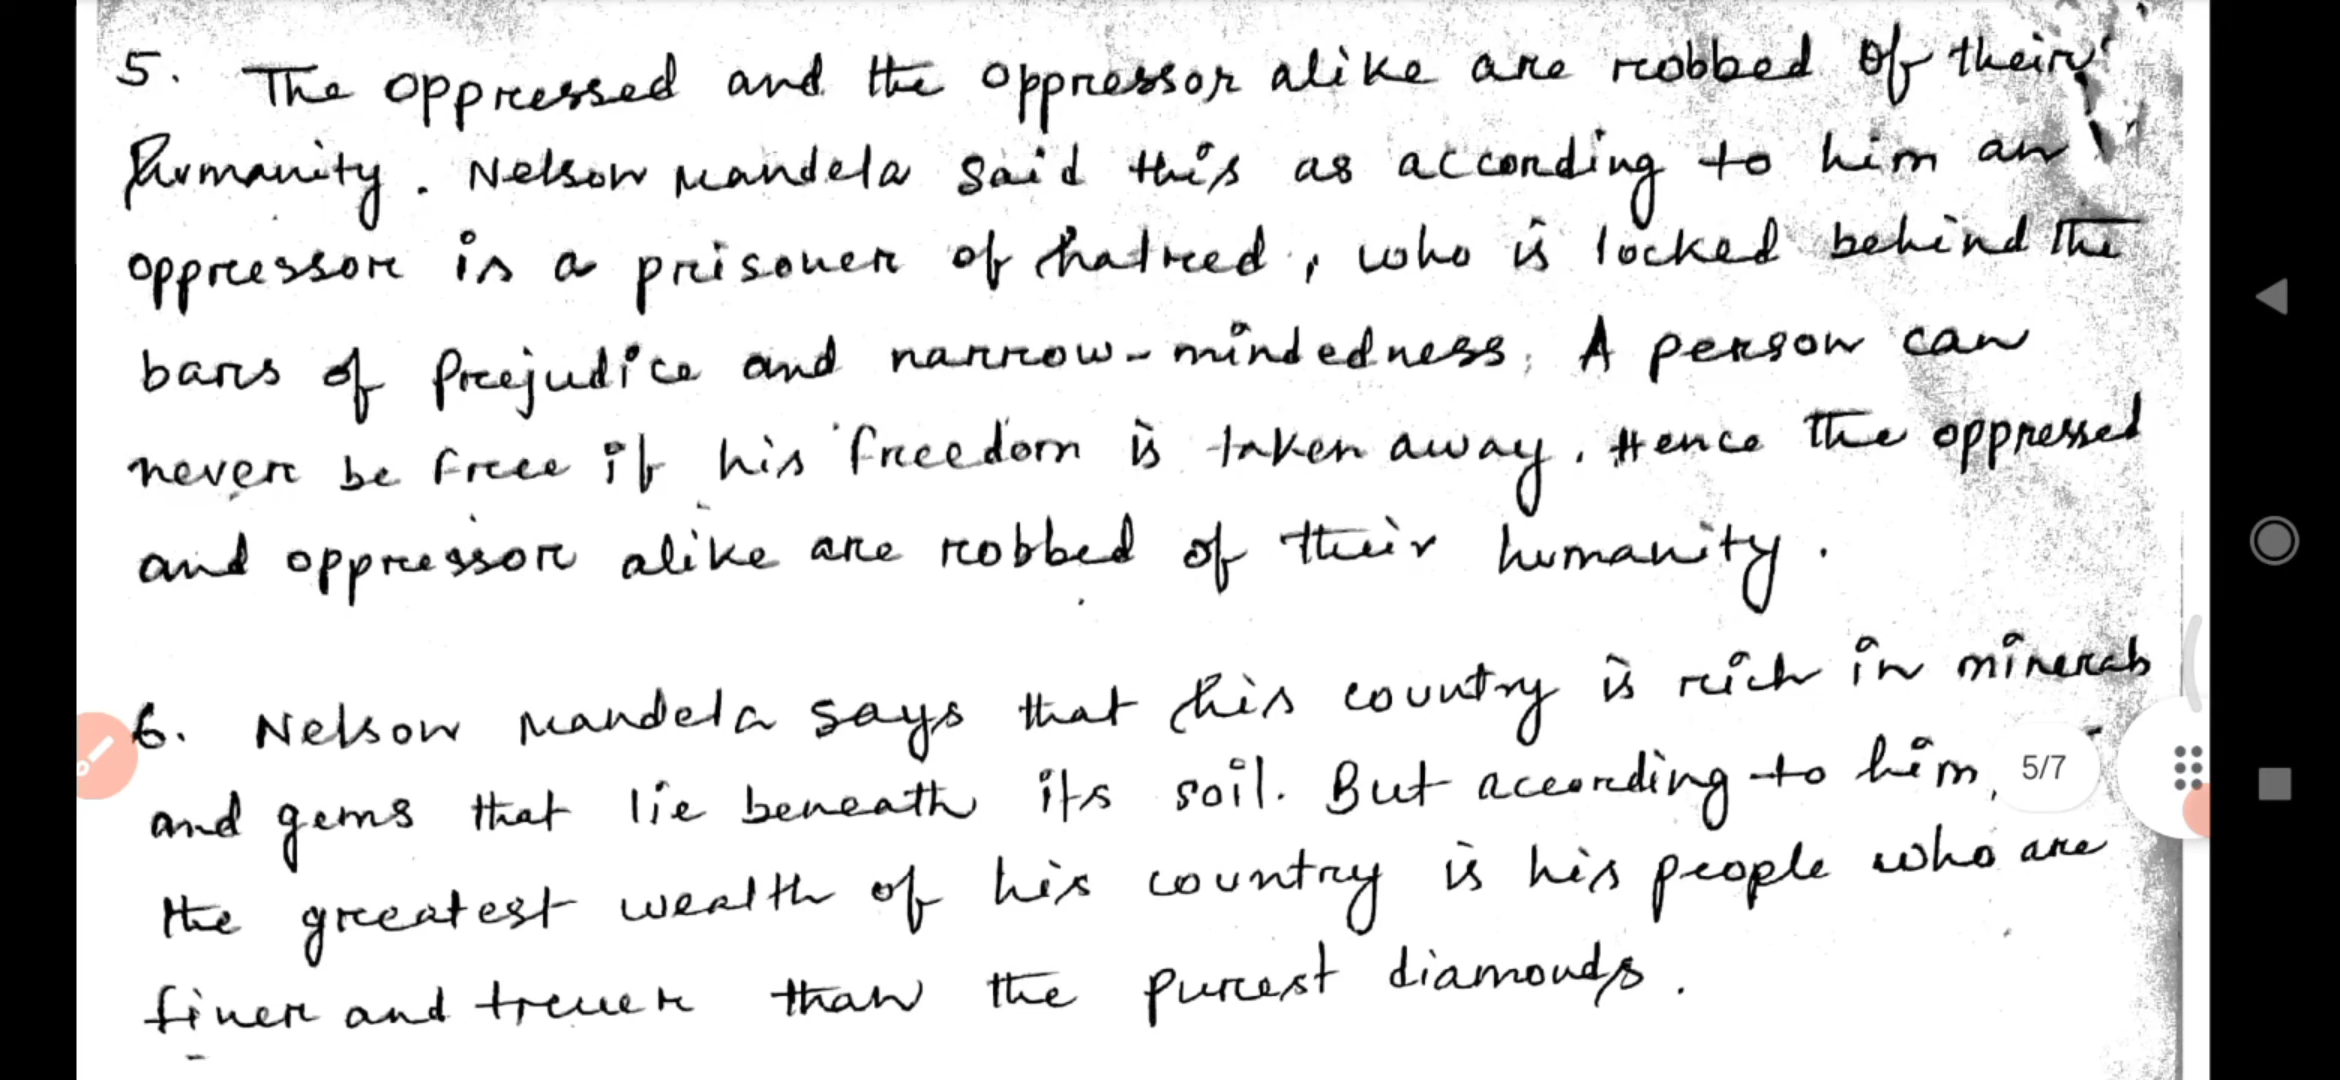 5. The oppressed and the oppressor alike are robbed of their
humanity. Nelson Mandela said this as according to him an
oppressor is a prisoner of hatred, who is locked behind the
bars of prejudice and narrow-mindedness. A person can
never be free if his freedom is taken away. Hence the oppressed
and oppressor alike are robbed of their humanity.
6. Nelson Mandela says that his country is rich in minerals
and gems that lie beneath its soil. But according to him,
5/7
the greatest wealth of his country is his people who are
finer and truer than the purest diamonds.